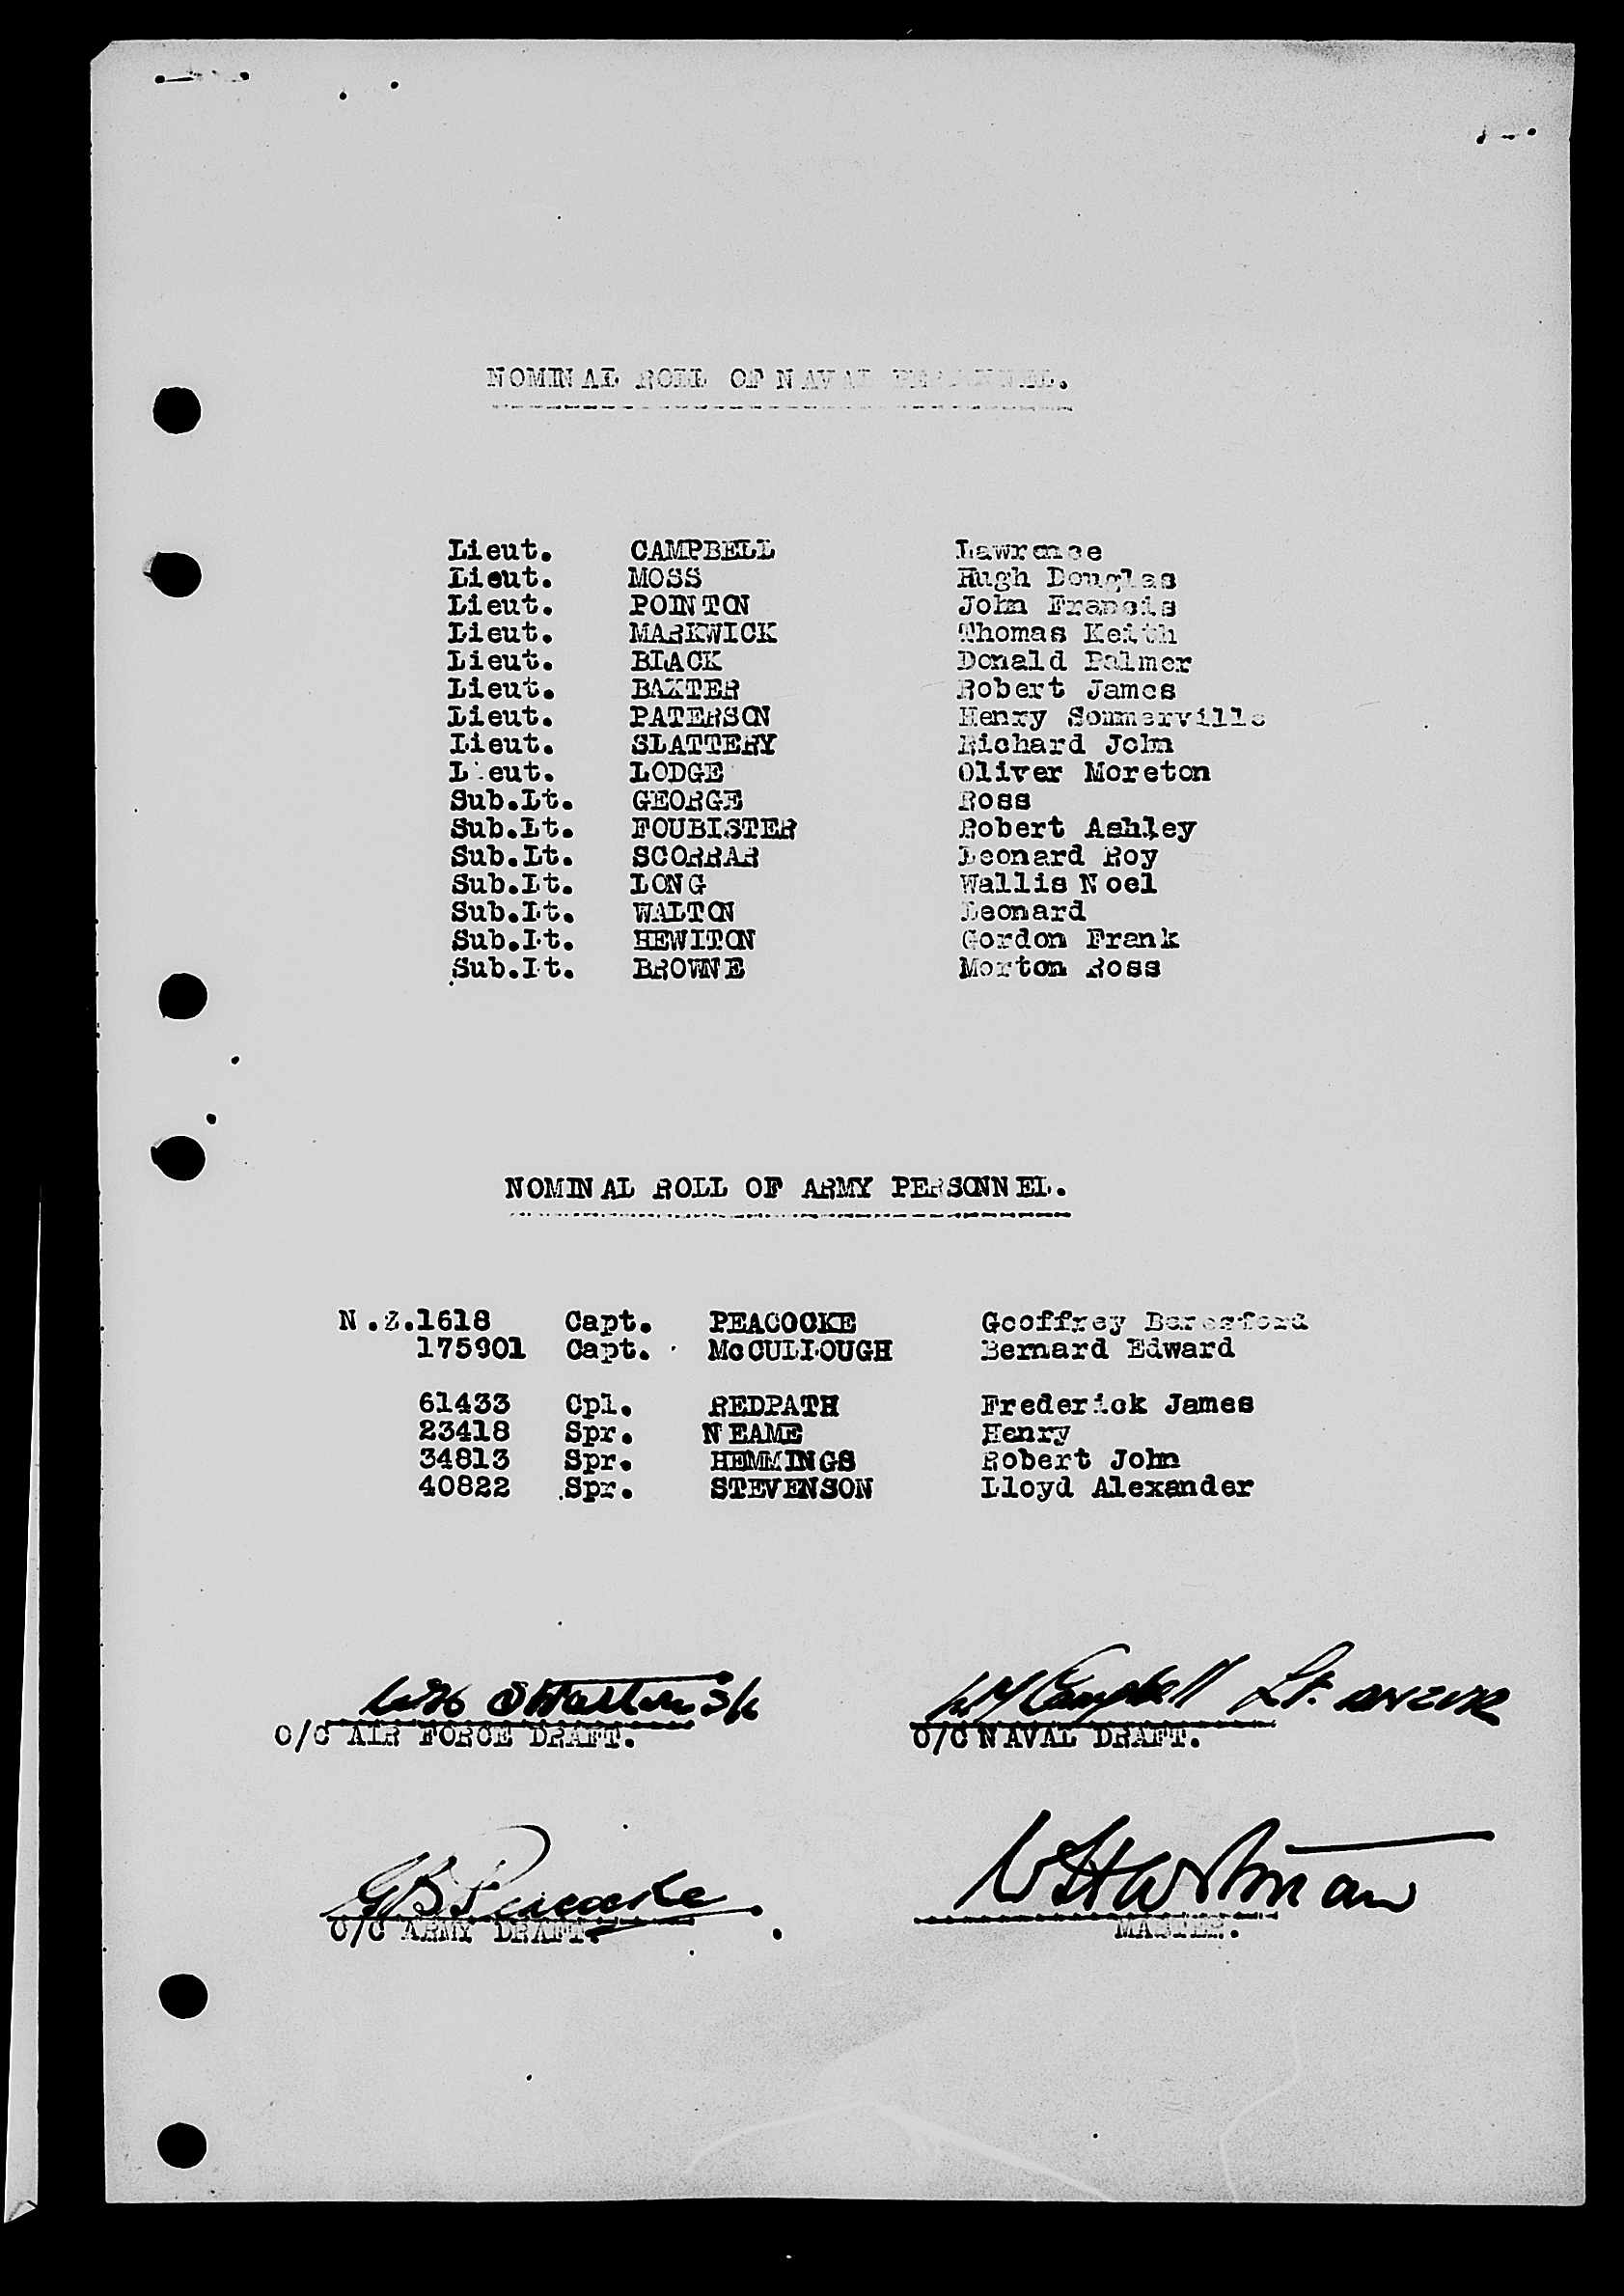 NOMINAL ROLL OF NAVAL PERSONNEL.
Lieut. CAMPBELL Lawrence
Lieut. MOSS Hugh Douglas
Lieut. POINTON John Francis
Lieut. MARKWICK Thomas Keith
Lieut. BLACK Donald Palmer
Lieut. BAXTER Robert James
Lieut. PATERSON Henry Sommerville
Lieut. SLATTERY Richard John
Lieut. LODGE Oliver Moreton
Sub.Lt. GEORGE Ross
Sub.Lt. FOUBISTER Robert Ashley
Sub.Lt. SCORRAR Leonard Roy
Sub.Lt. LONG Wallis Noel
Sub.Lt. WALTON Leonard
Sub.Lt. HEWITON Gordon Frank
Sub.Lt. BROWNE Morton Ross
NOMINAL ROLL OF ARMY PERSONNEL.
N.Z.1618 Capt. PEACOCKE Geoffrey Beresford
175901 Capt. McCULLOUGH Bernard Edward
61433 Cpl. REDPATH Frederick James
23418 Spr. NEAME Henry
34813 Spr. HEMMINGS Robert John
40822 Spr. STEVENSON Lloyd Alexander
Campbell Lt. RNZNVR
O/C AIR FORCE DRAFT. O/C NAVAL DRAFT.
G B Peacocke
O/C ARMY DRAFT. MASTER.